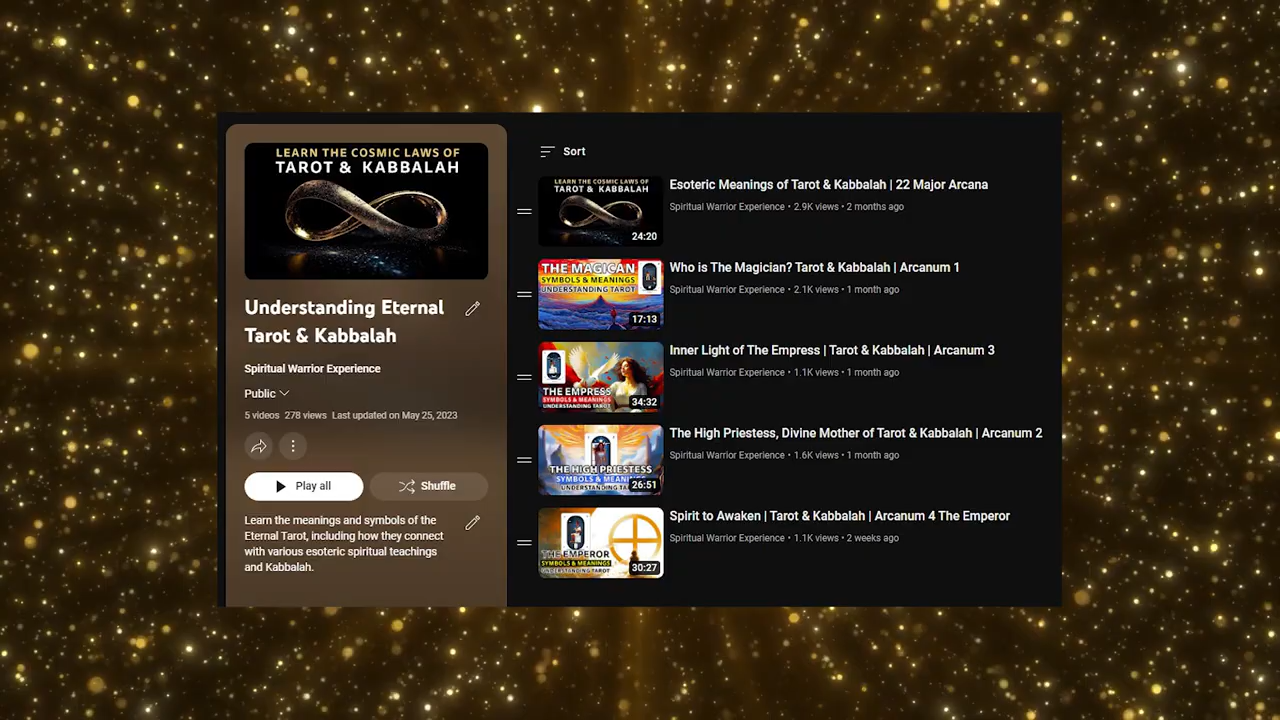 LEARN THE COSMIC LAWS OF
TAROT & KABBALAH
Understanding Eternal
Tarot & Kabbalah
Spiritual Warrior Experience
Public
5 videos 278 views Last updated on May 25, 2023
Play all
Shuffle
Learn the meanings and symbols of the
Eternal Tarot, including how they connect
with various esoteric spiritual teachings
and Kabbalah.
Sort
LEARN THE COSMIC LAWS OF
TAROT & KABBALAH
24:20
Esoteric Meanings of Tarot & Kabbalah | 22 Major Arcana
Spiritual Warrior Experience • 2.9K views • 2 months ago
THE MAGICAN
SYMBOLS & MEANINGS
UNDERSTANDING TAROT
17:13
Who is The Magician? Tarot & Kabbalah | Arcanum 1
Spiritual Warrior Experience • 2.1K views • 1 month ago
THE EMPRESS
SYMBOLS & MEANINGS
UNDERSTANDING TAROT
34:32
Inner Light of The Empress | Tarot & Kabbalah | Arcanum 3
Spiritual Warrior Experience • 1.1K views • 1 month ago
THE HIGH PRIESTESS
SYMBOLS & MEANIN
UNDERSTANDING TA
26:51
The High Priestess, Divine Mother of Tarot & Kabbalah | Arcanum 2
Spiritual Warrior Experience • 1.6K views • 1 month ago
THE EMPEROR
SYMBOLS & MEANINGS
UNDERSTANDING TAROT
30:27
Spirit to Awaken | Tarot & Kabbalah | Arcanum 4 The Emperor
Spiritual Warrior Experience • 1.1K views • 2 weeks ago